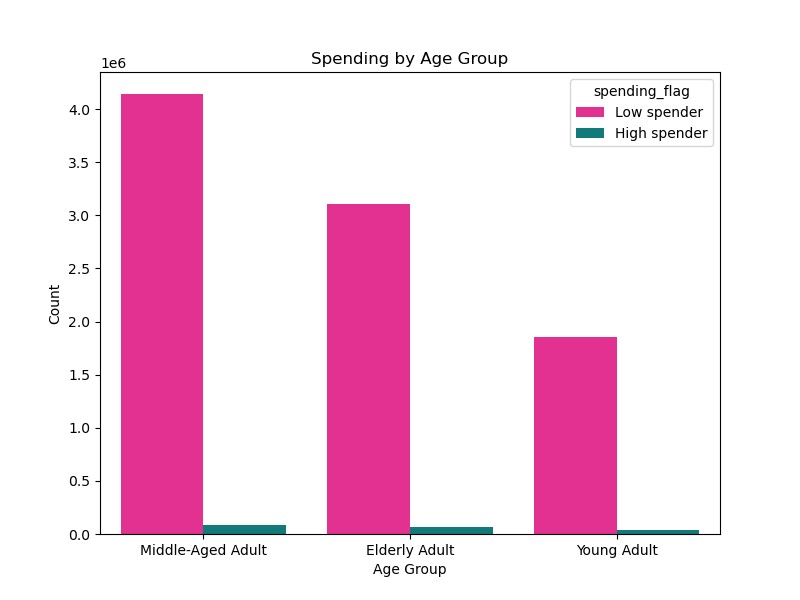 Spending by Age Group
1e6
spending_flag
Low spender
High spender
4.0
3.5
3.0
2.5
2.0
1.5
1.0
0.5
0.0
Count
Middle-Aged Adult Elderly Adult Young Adult
Age Group